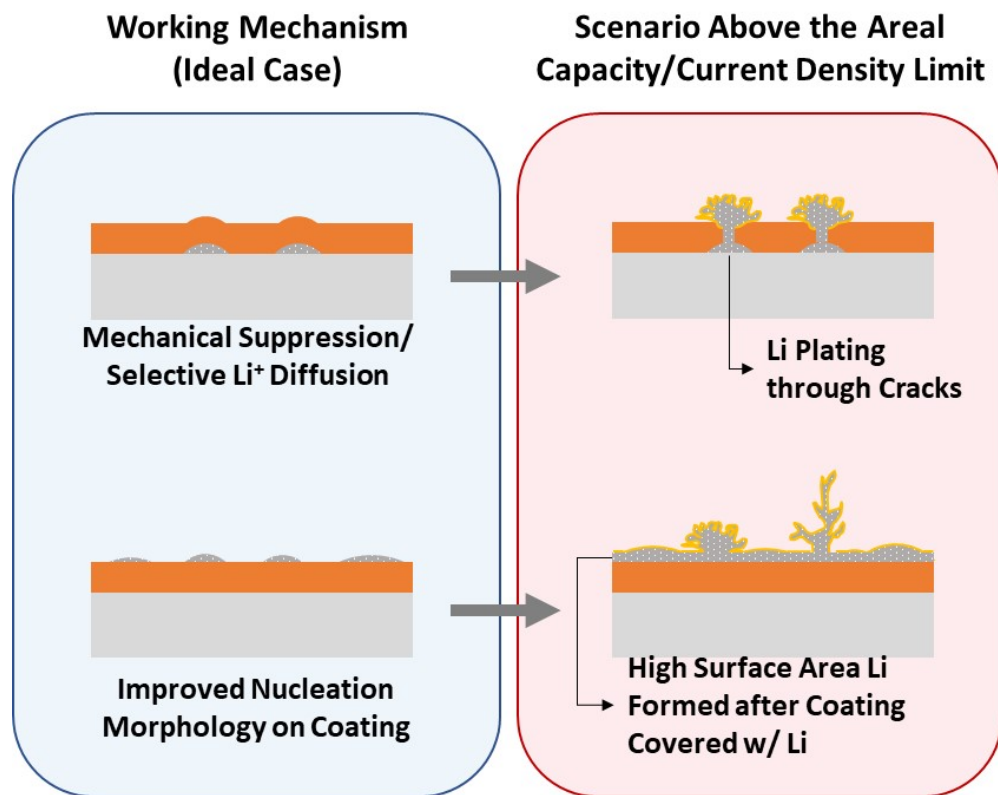 Working Mechanism
(Ideal Case)
Scenario Above the Areal
Capacity/Current Density Limit
Mechanical Suppression/
Selective Li⁺ Diffusion
Li Plating
through Cracks
Improved Nucleation
Morphology on Coating
High Surface Area Li
Formed after Coating
Covered w/ Li